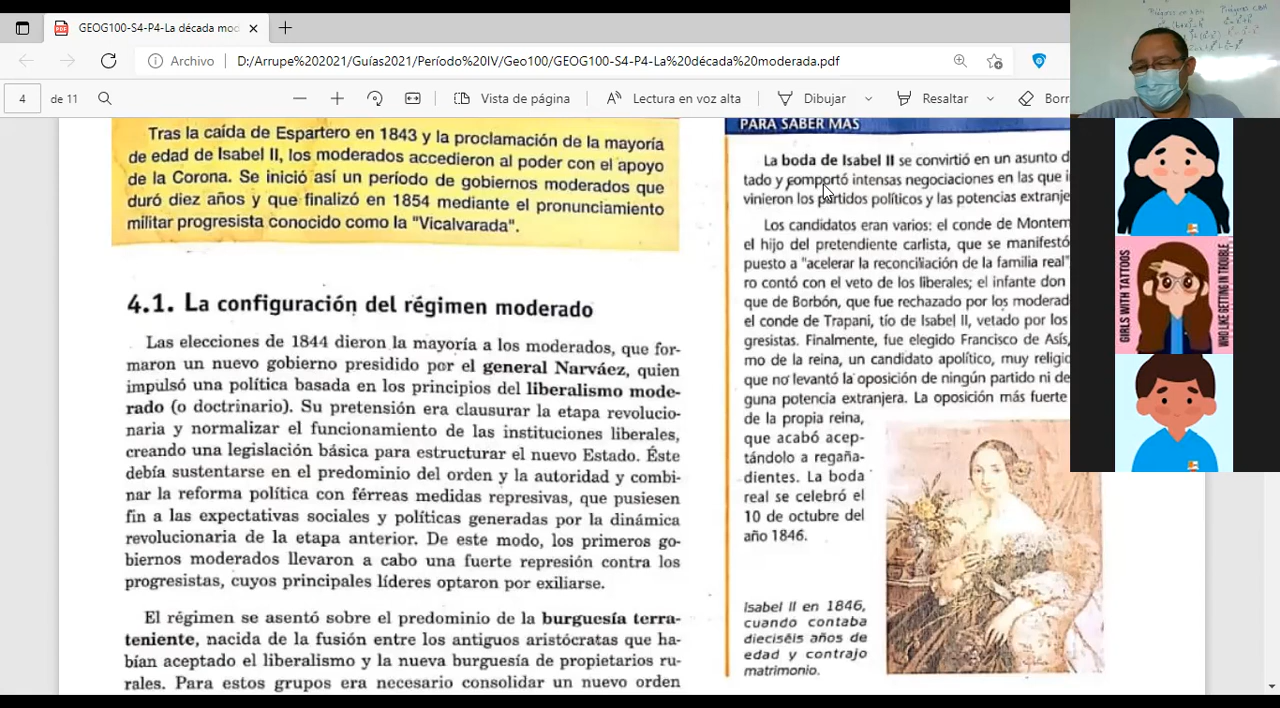 GEOG100-S4-P4-La década mod
Archivo
D:/Arrupe%202021/Guías2021/Período%20IV/Geo100/GEOG100-S4-P4-La%20década%20moderada.pdf
4
de 11
Vista de página
Lectura en voz alta
Dibujar
Resaltar
Borra
Tras la caída de Espartero en 1843 y la proclamación de la mayoría
de edad de Isabel II, los moderados accedieron al poder con el apoyo
de la Corona. Se inició así un período de gobiernos moderados que
duró diez años y que finalizó en 1854 mediante el pronunciamiento
militar progresista conocido como la "Vicalvarada".
4.1. La configuración del régimen moderado
Las elecciones de 1844 dieron la mayoría a los moderados, que for-
maron un nuevo gobierno presidido por el general Narváez, quien
impulsó una política basada en los principios del liberalismo mode-
rado (o doctrinario). Su pretensión era clausurar la etapa revolucio-
naria y normalizar el funcionamiento de las instituciones liberales,
creando una legislación básica para estructurar el nuevo Estado. Éste
debía sustentarse en el predominio del orden y la autoridad y combi-
nar la reforma política con férreas medidas represivas, que pusiesen
fin a las expectativas sociales y políticas generadas por la dinámica
revolucionaria de la etapa anterior. De este modo, los primeros go-
biernos moderados llevaron a cabo una fuerte represión contra los
progresistas, cuyos principales líderes optaron por exiliarse.
El régimen se asentó sobre el predominio de la burguesía terra-
teniente, nacida de la fusión entre los antiguos aristócratas que ha-
bían aceptado el liberalismo y la nueva burguesía de propietarios ru-
rales. Para estos grupos era necesario consolidar un nuevo orden
PARA SABER MÁS
La boda de Isabel II se convirtió en un asunto d
tado y comportó intensas negociaciones en las que i
vinieron los partidos políticos y las potencias extranje
Los candidatos eran varios: el conde de Montem
el hijo del pretendiente carlista, que se manifestó
puesto a "acelerar la reconciliación de la familia real"
ro contó con el veto de los liberales; el infante don
que de Borbón, que fue rechazado por los moderad
el conde de Trapani, tío de Isabel II, vetado por los
gresistas. Finalmente, fue elegido Francisco de Asís,
mo de la reina, un candidato apolítico, muy religio
que no levantó la oposición de ningún partido ni de
guna potencia extranjera. La oposición más fuerte
de la propia reina,
que acabó acep-
tándolo a regaña-
dientes. La boda
real se celebró el
10 de octubre del
año 1846.
Isabel II en 1846,
cuando contaba
dieciséis años de
edad y contrajo
matrimonio.
GIRLS WITH TATTOOS
WHO LIKE GETTING IN TROUBLE